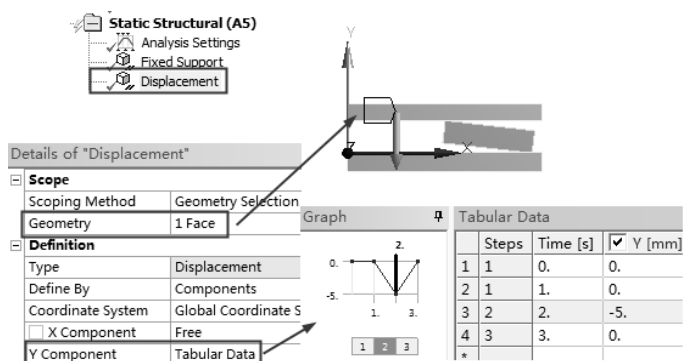 Static Structural (A5)
Analysis Settings
Fixed Support
Displacement
Y
X
Details of "Displacement"
Scope
Scoping Method Geometry Selection
Geometry 1 Face
Definition
Type Displacement
Define By Components
Coordinate System Global Coordinate S
X Component Free
Y Component Tabular Data
Graph
2.
0.
-5.
1. 3.
1 2 3
Tabular Data
Steps Time [s] Y [mm]
1 1 0. 0.
2 1 1. 0.
3 2 2. -5.
4 3 3. 0.
*